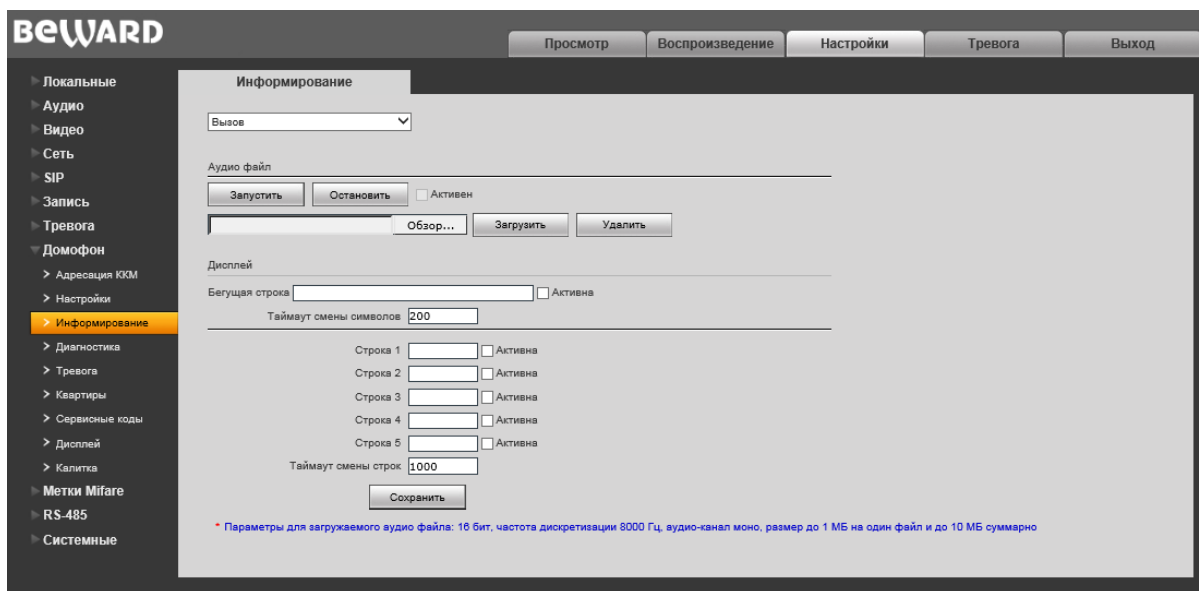 BEWARD
Просмотр Воспроизведение Настройки Тревога Выход
Локальные
Аудио
Видео
Сеть
SIP
Запись
Тревога
Домофон
Адресация ККМ
Настройки
Информирование
Диагностика
Тревога
Квартиры
Сервисные коды
Дисплей
Калитка
Метки Mifare
RS-485
Системные
Информирование
Вызов
Аудио файл
Запустить Остановить Активен
Обзор... Загрузить Удалить
Дисплей
Бегущая строка Активна
Таймаут смены символов 200
Строка 1 Активна
Строка 2 Активна
Строка 3 Активна
Строка 4 Активна
Строка 5 Активна
Таймаут смены строк 1000
Сохранить
* Параметры для загружаемого аудио файла: 16 бит, частота дискретизации 8000 Гц, аудио-канал моно, размер до 1 МБ на один файл и до 10 МБ суммарно